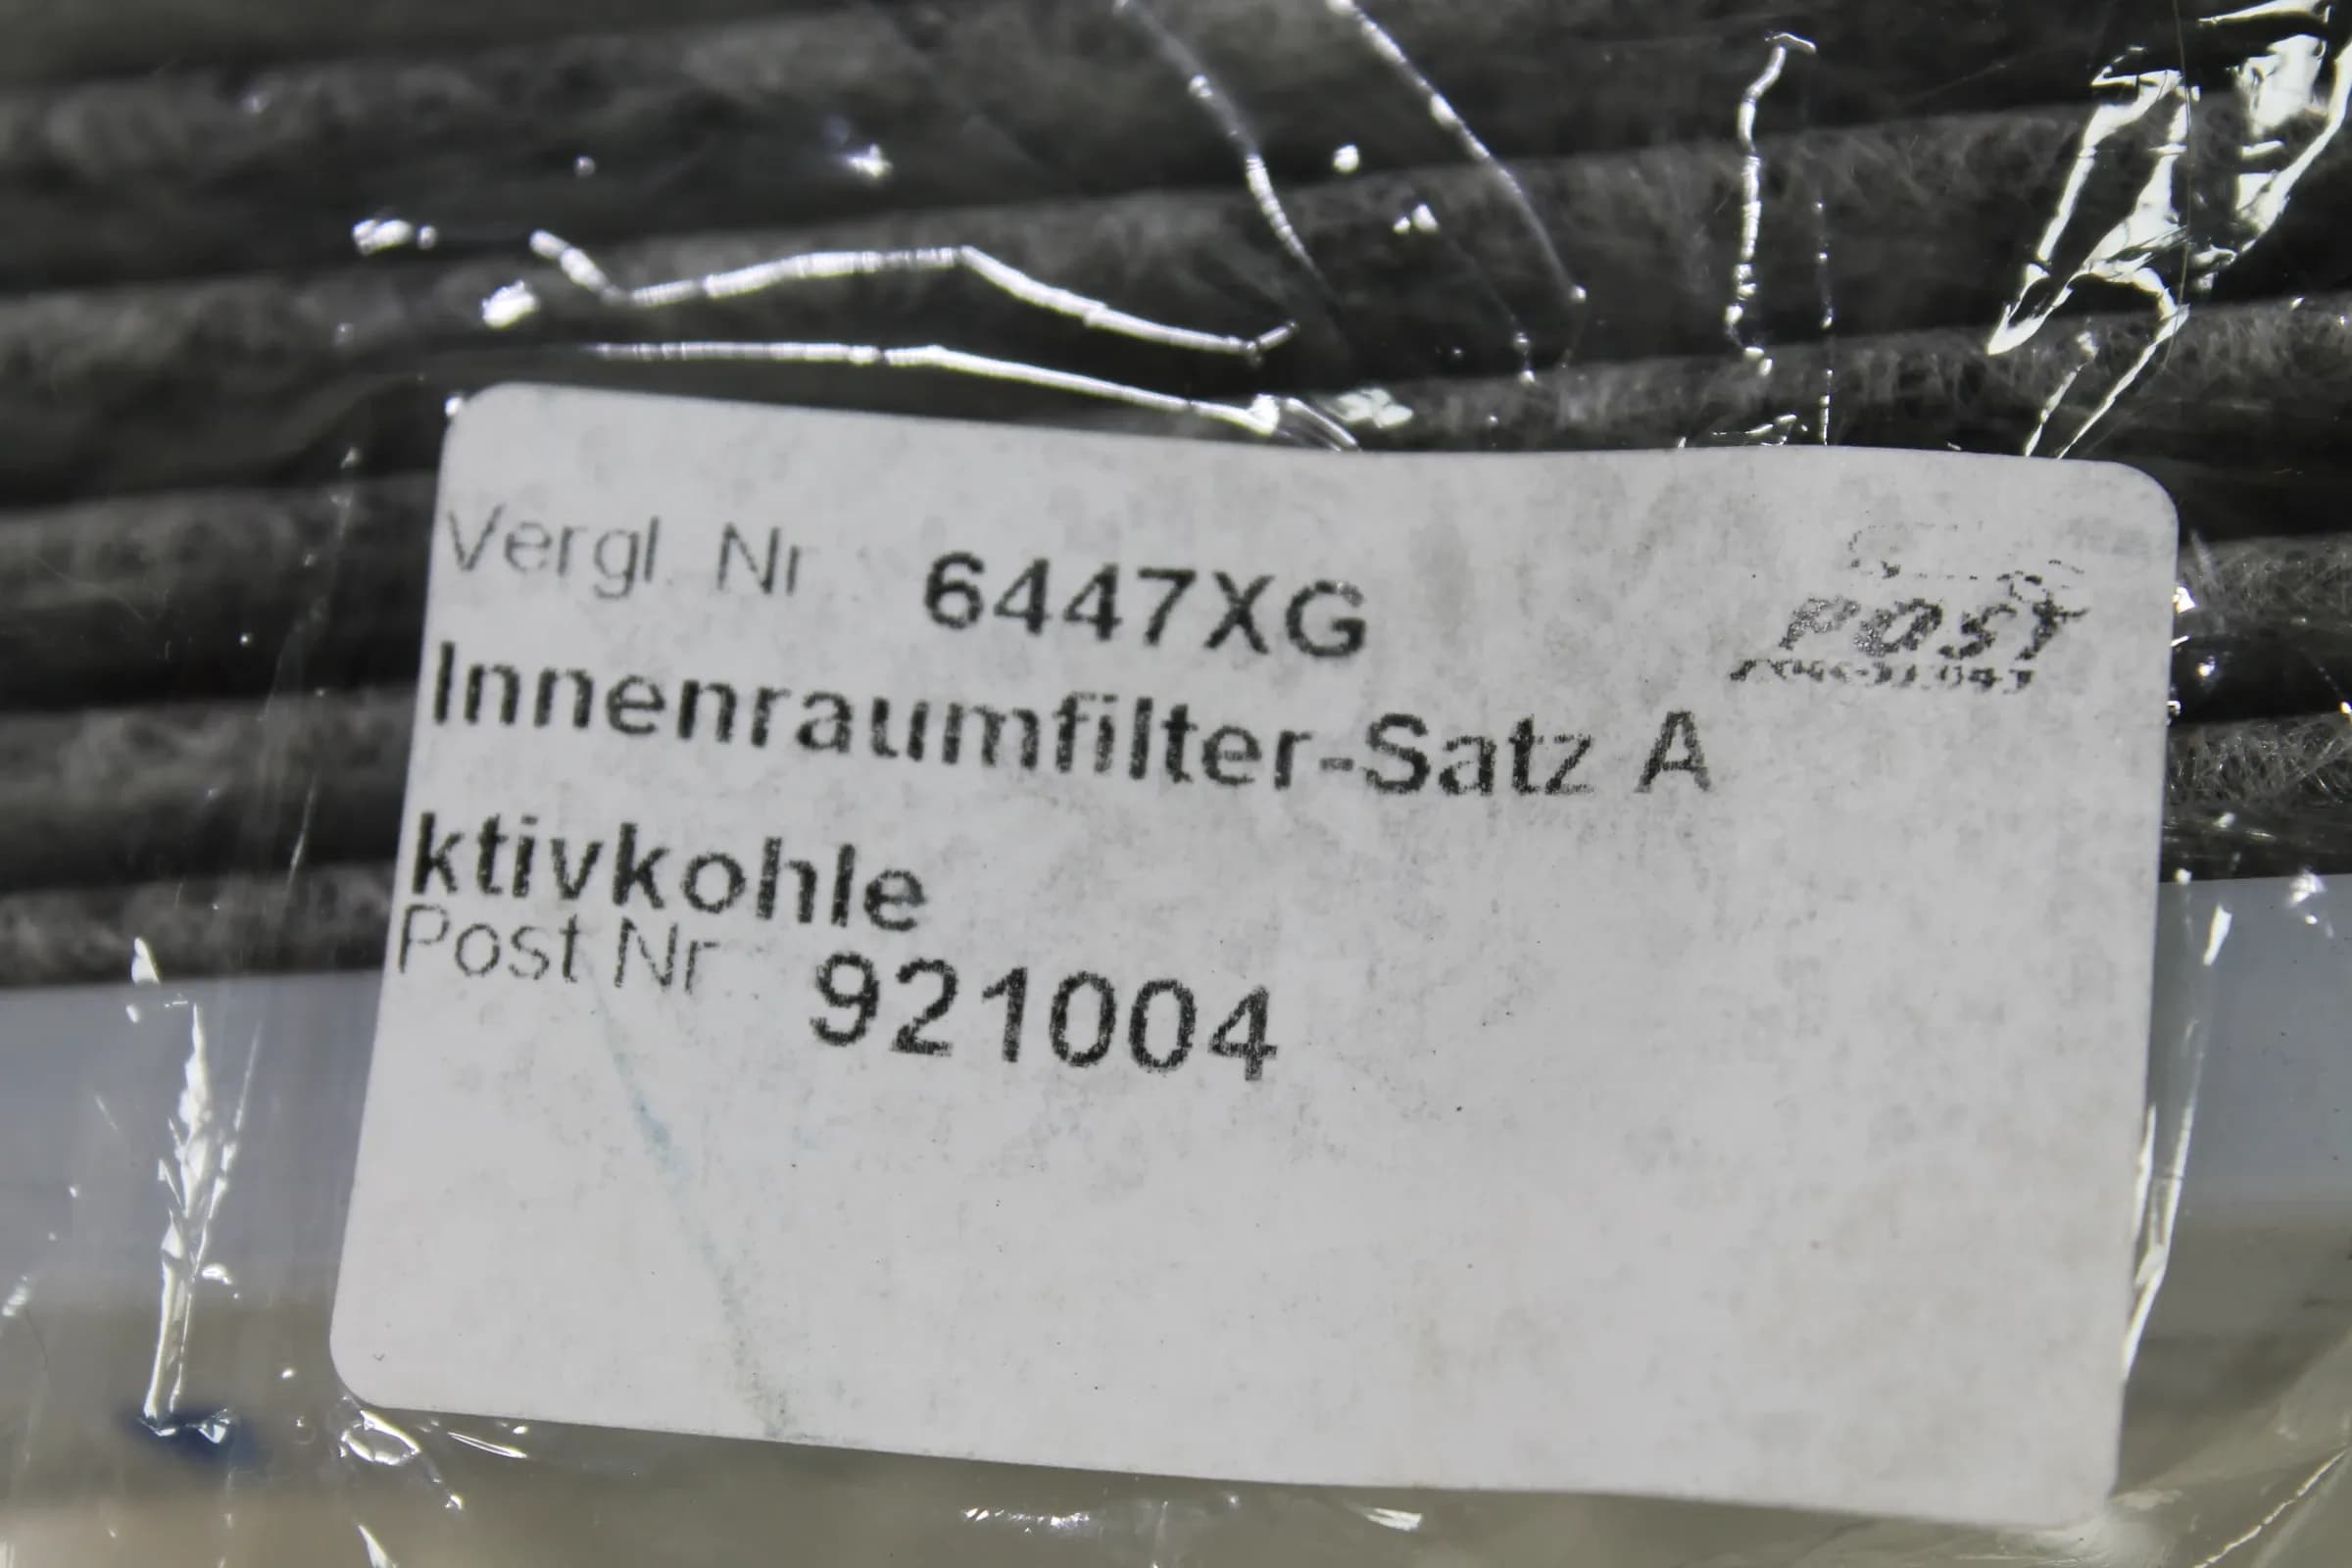 Vergl. Nr 6447XG
POST
Innenraumfilter-Satz A
ktivkohle
Post Nr 921004